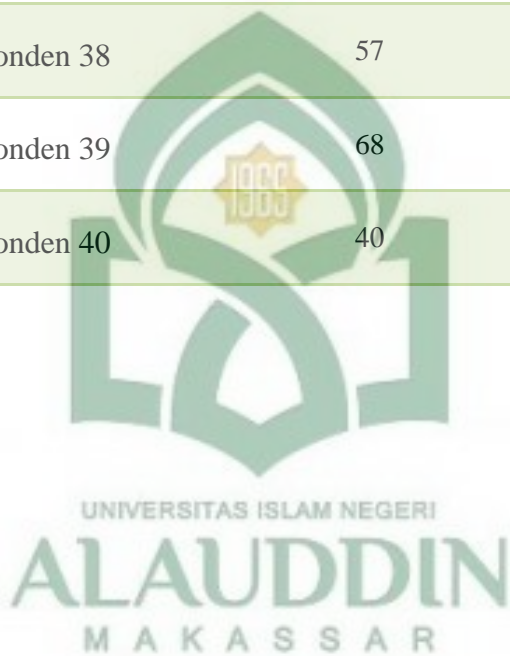 onden 38 57
onden 39 68
1965
onden 40 40
UNIVERSITAS ISLAM NEGERI
ALAUDDIN
MAKASSAR